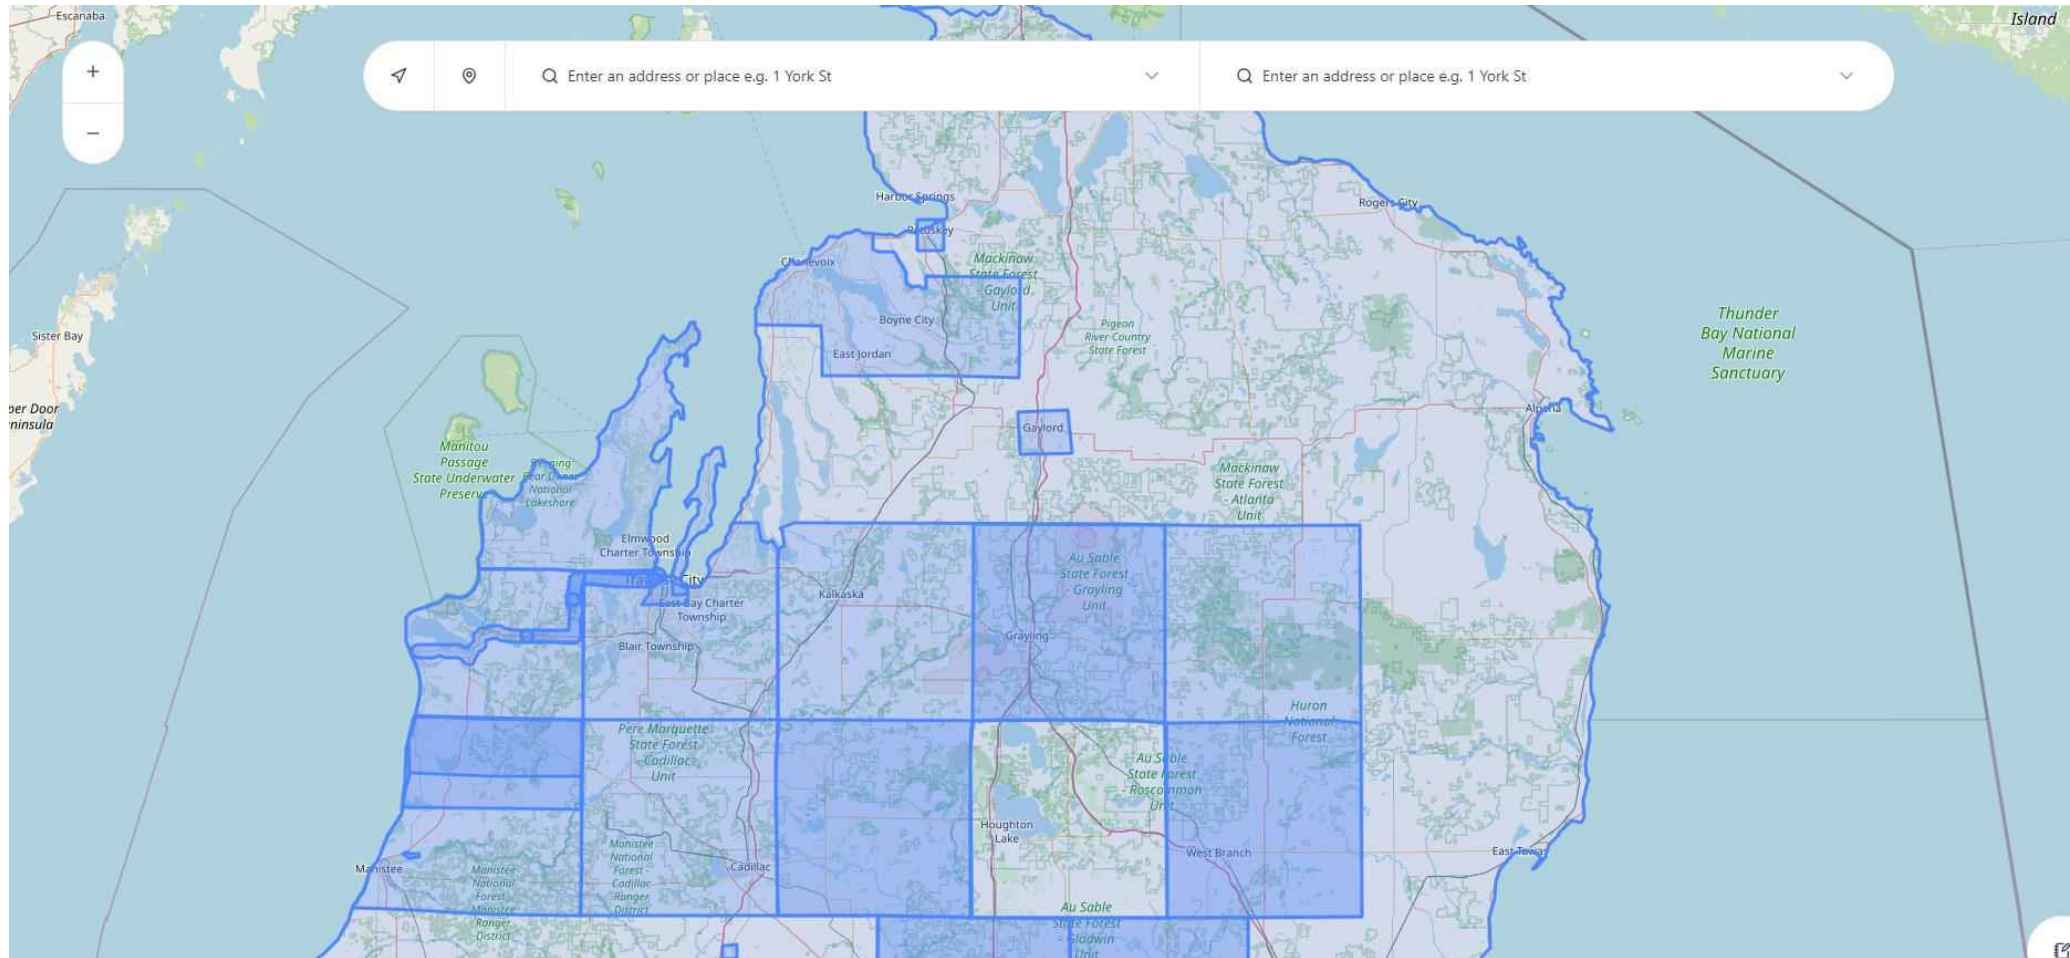 Escanaba
Island
+
−
Enter an address or place e.g. 1 York St
Enter an address or place e.g. 1 York St
Harbor Springs
Rogers City
Petoskey
Charlevoix
Mackinaw
State Forest
- Gaylord
Unit
Thunder
Bay National
Marine
Sanctuary
Boyne City
Pigeon
River Country
State Forest
Sister Bay
East Jordan
per Door
ninsula
Alpena
Gaylord
Manitou
Passage
State Underwater
Preserve
Sleeping
Bear Dunes
National
Lakeshore
Mackinaw
State Forest
- Atlanta
Unit
Elmwood
Charter Township
Traverse City
Au Sable
State Forest
- Grayling
Unit
Kalkaska
East Bay Charter
Township
Grayling
Blair Township
Huron
National
Forest
Pere Marquette
State Forest
- Cadillac
Unit
Au Sable
State Forest
- Roscommon
Unit
Houghton
Lake
West Branch
East Tawas
Manistee
Manistee
National
Forest -
Manistee
Ranger
District
Manistee
National
Forest -
Cadillac
Ranger
District
Cadillac
Au Sable
State Forest
- Gladwin
Unit